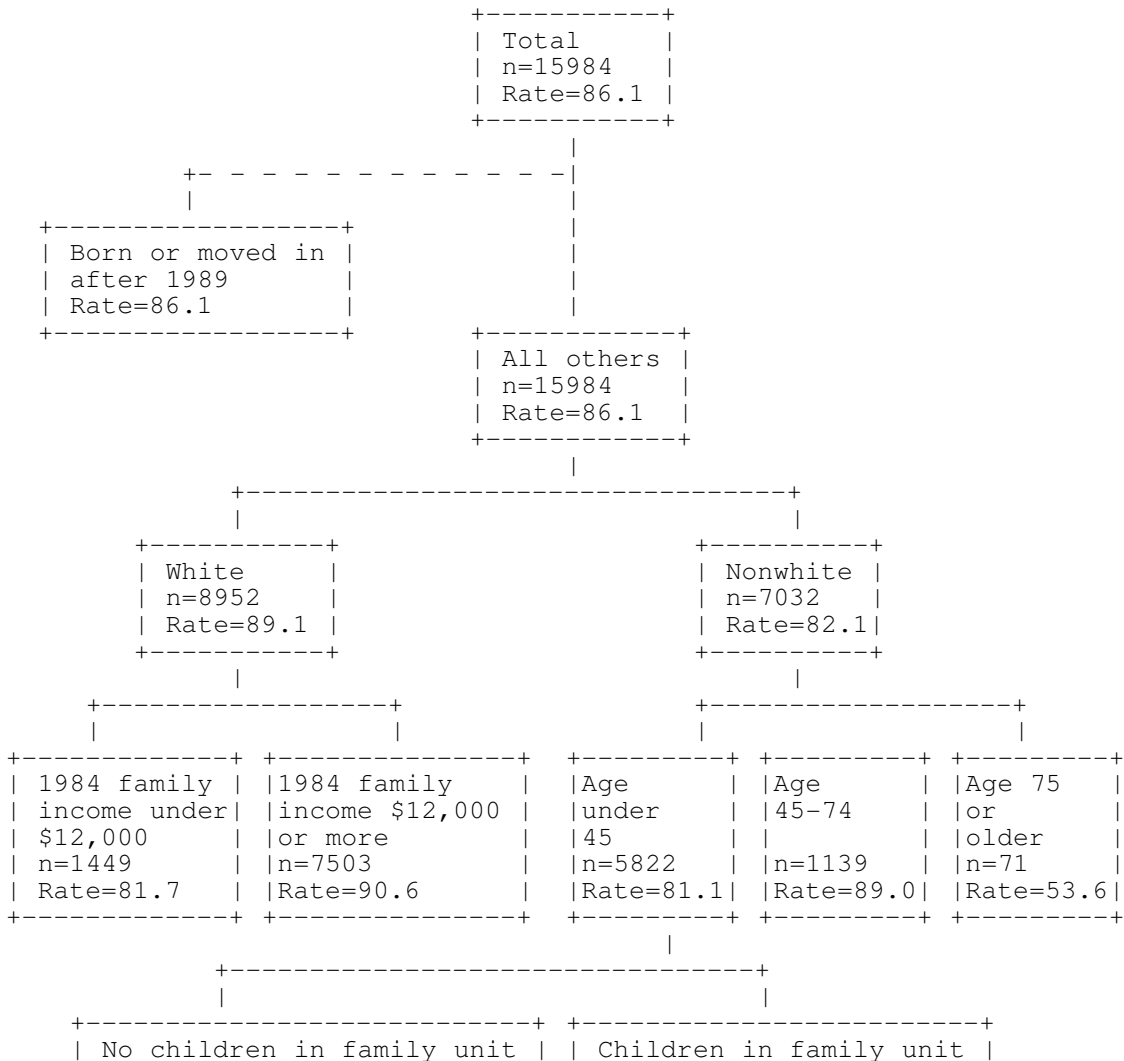 Total
n=15984
Rate=86.1
Born or moved in
after 1989
Rate=86.1
All others
n=15984
Rate=86.1
White
n=8952
Rate=89.1
Nonwhite
n=7032
Rate=82.1
1984 family
income under
$12,000
n=1449
Rate=81.7
1984 family
income $12,000
or more
n=7503
Rate=90.6
Age
under
45
n=5822
Rate=81.1
Age
45-74
n=1139
Rate=89.0
Age 75
or
older
n=71
Rate=53.6
No children in family unit
Children in family unit